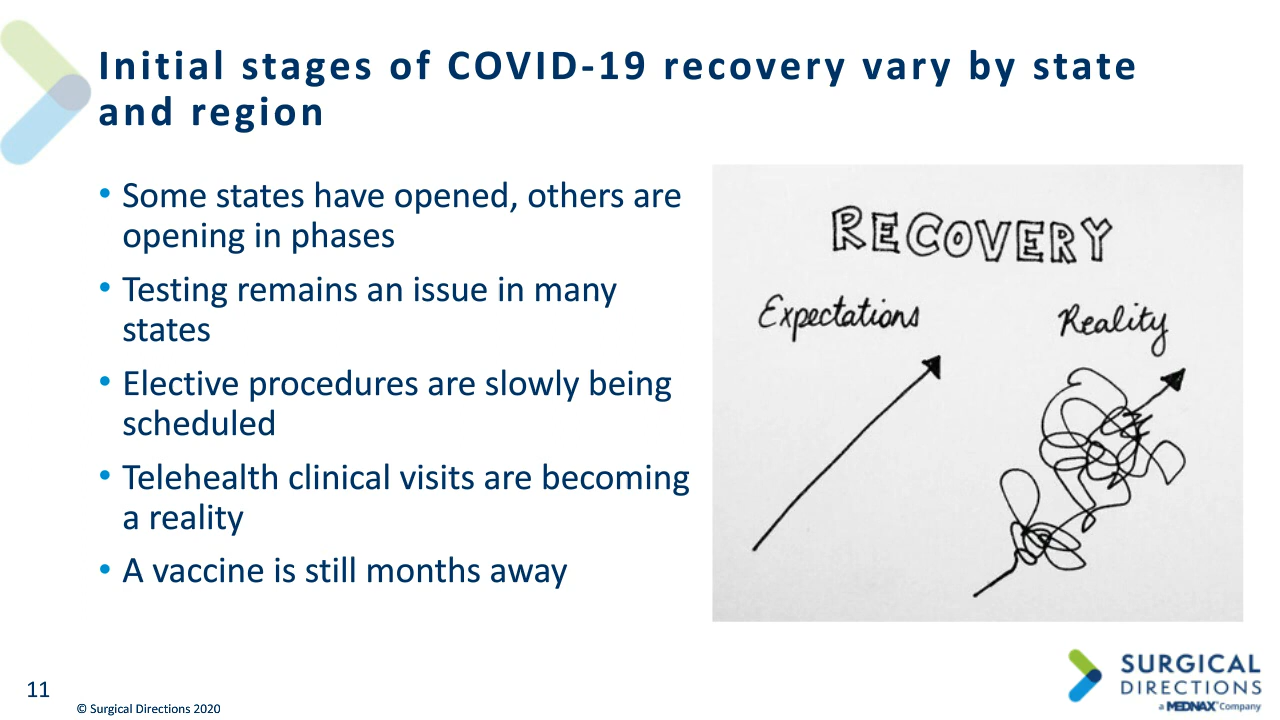 Initial stages of COVID-19 recovery vary by state
and region
• Some states have opened, others are
opening in phases
• Testing remains an issue in many
states
• Elective procedures are slowly being
scheduled
• Telehealth clinical visits are becoming
a reality
• A vaccine is still months away
RECOVERY
Expectations
Reality
11
© Surgical Directions 2020
SURGICAL
DIRECTIONS
a MEDNAX™ Company